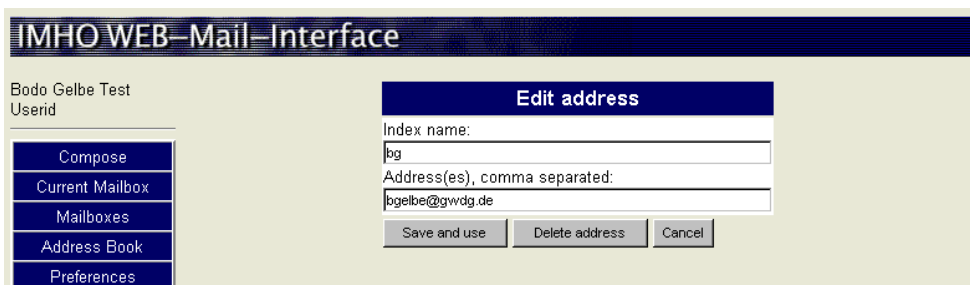 IMHO WEB–Mail–Interface
Bodo Gelbe Test
Userid
Compose
Current Mailbox
Mailboxes
Address Book
Preferences
Edit address
Index name:
bg
Address(es), comma separated:
bgelbe@gwdg.de
Save and use Delete address Cancel